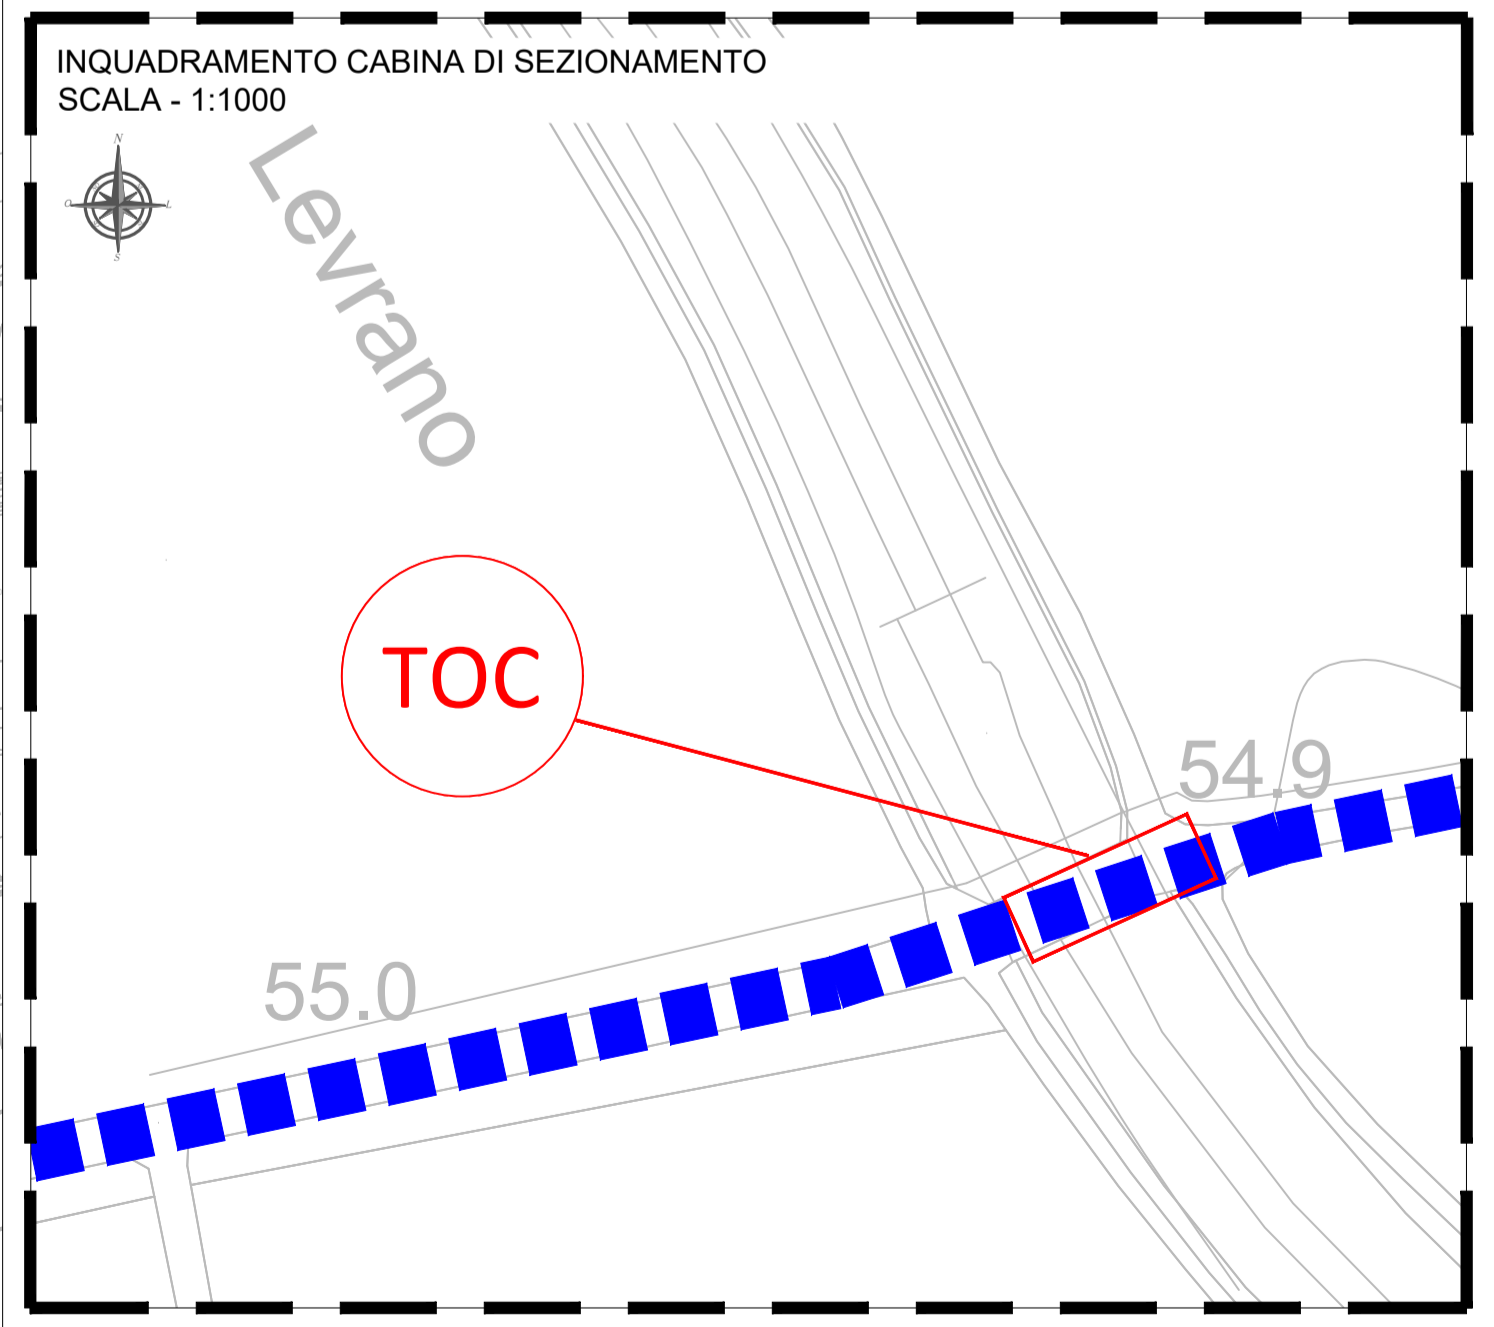 INQUADRAMENTO CABINA DI SEZIONAMENTO
SCALA - 1:1000
N
O L
S
Levrano
TOC
54.9
55.0